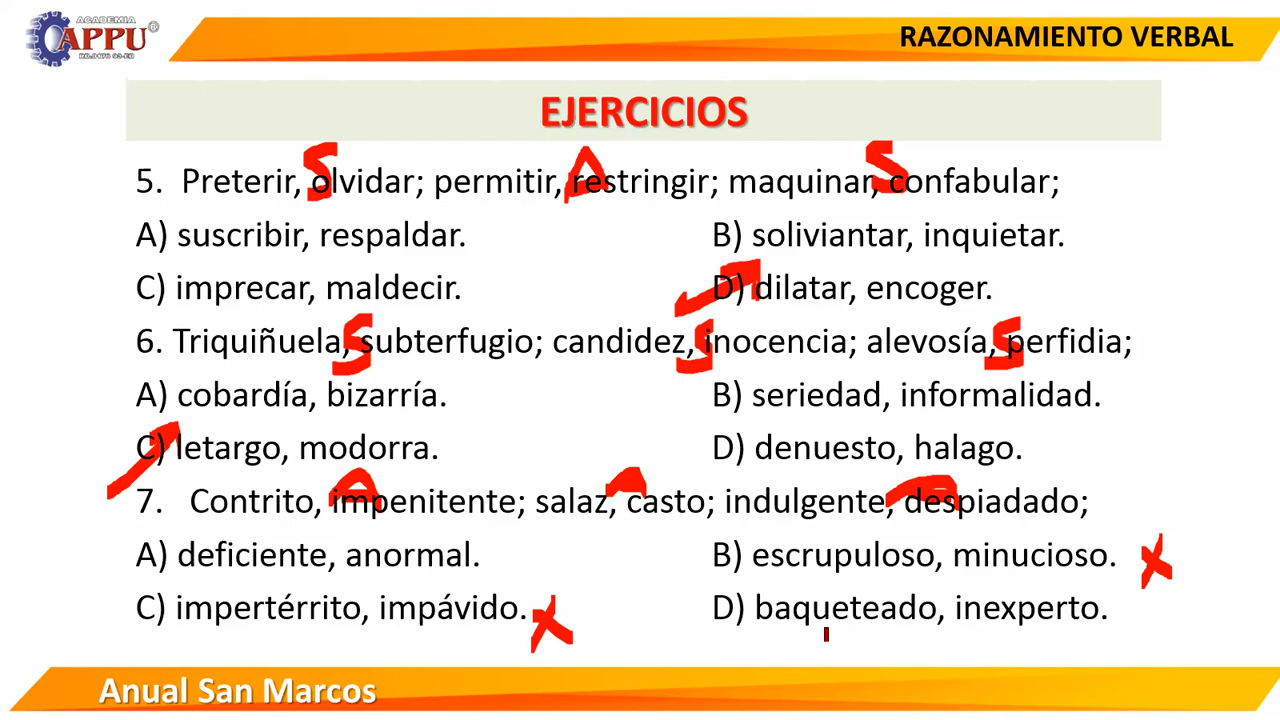 ACADEMIA
APPU®
RAZONAMIENTO VERBAL
EJERCICIOS
S A S
5. Preterir, olvidar; permitir, restringir; maquinar, confabular;
A) suscribir, respaldar. B) soliviantar, inquietar.
C) imprecar, maldecir. D) dilatar, encoger.
S S S
6. Triquiñuela, subterfugio; candidez, inocencia; alevosía, perfidia;
A) cobardía, bizarría. B) seriedad, informalidad.
C) letargo, modorra. D) denuesto, halago.
A A A
7. Contrito, impenitente; salaz, casto; indulgente, despiadado;
A) deficiente, anormal. B) escrupuloso, minucioso. X
C) impertérrito, impávido. X D) baqueteado, inexperto.
Anual San Marcos